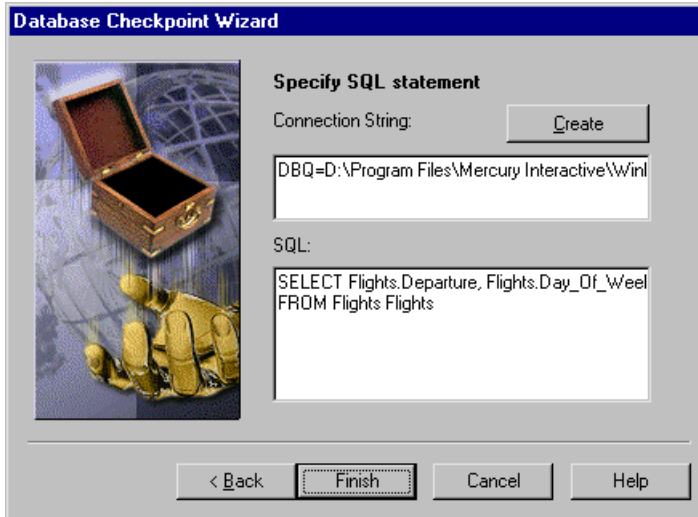 Database Checkpoint Wizard
Specify SQL statement
Connection String:
Create
DBQ=D:\Program Files\Mercury Interactive\Winl
SQL:
SELECT Flights.Departure, Flights.Day_Of_Weel
FROM Flights Flights
< Back
Finish
Cancel
Help